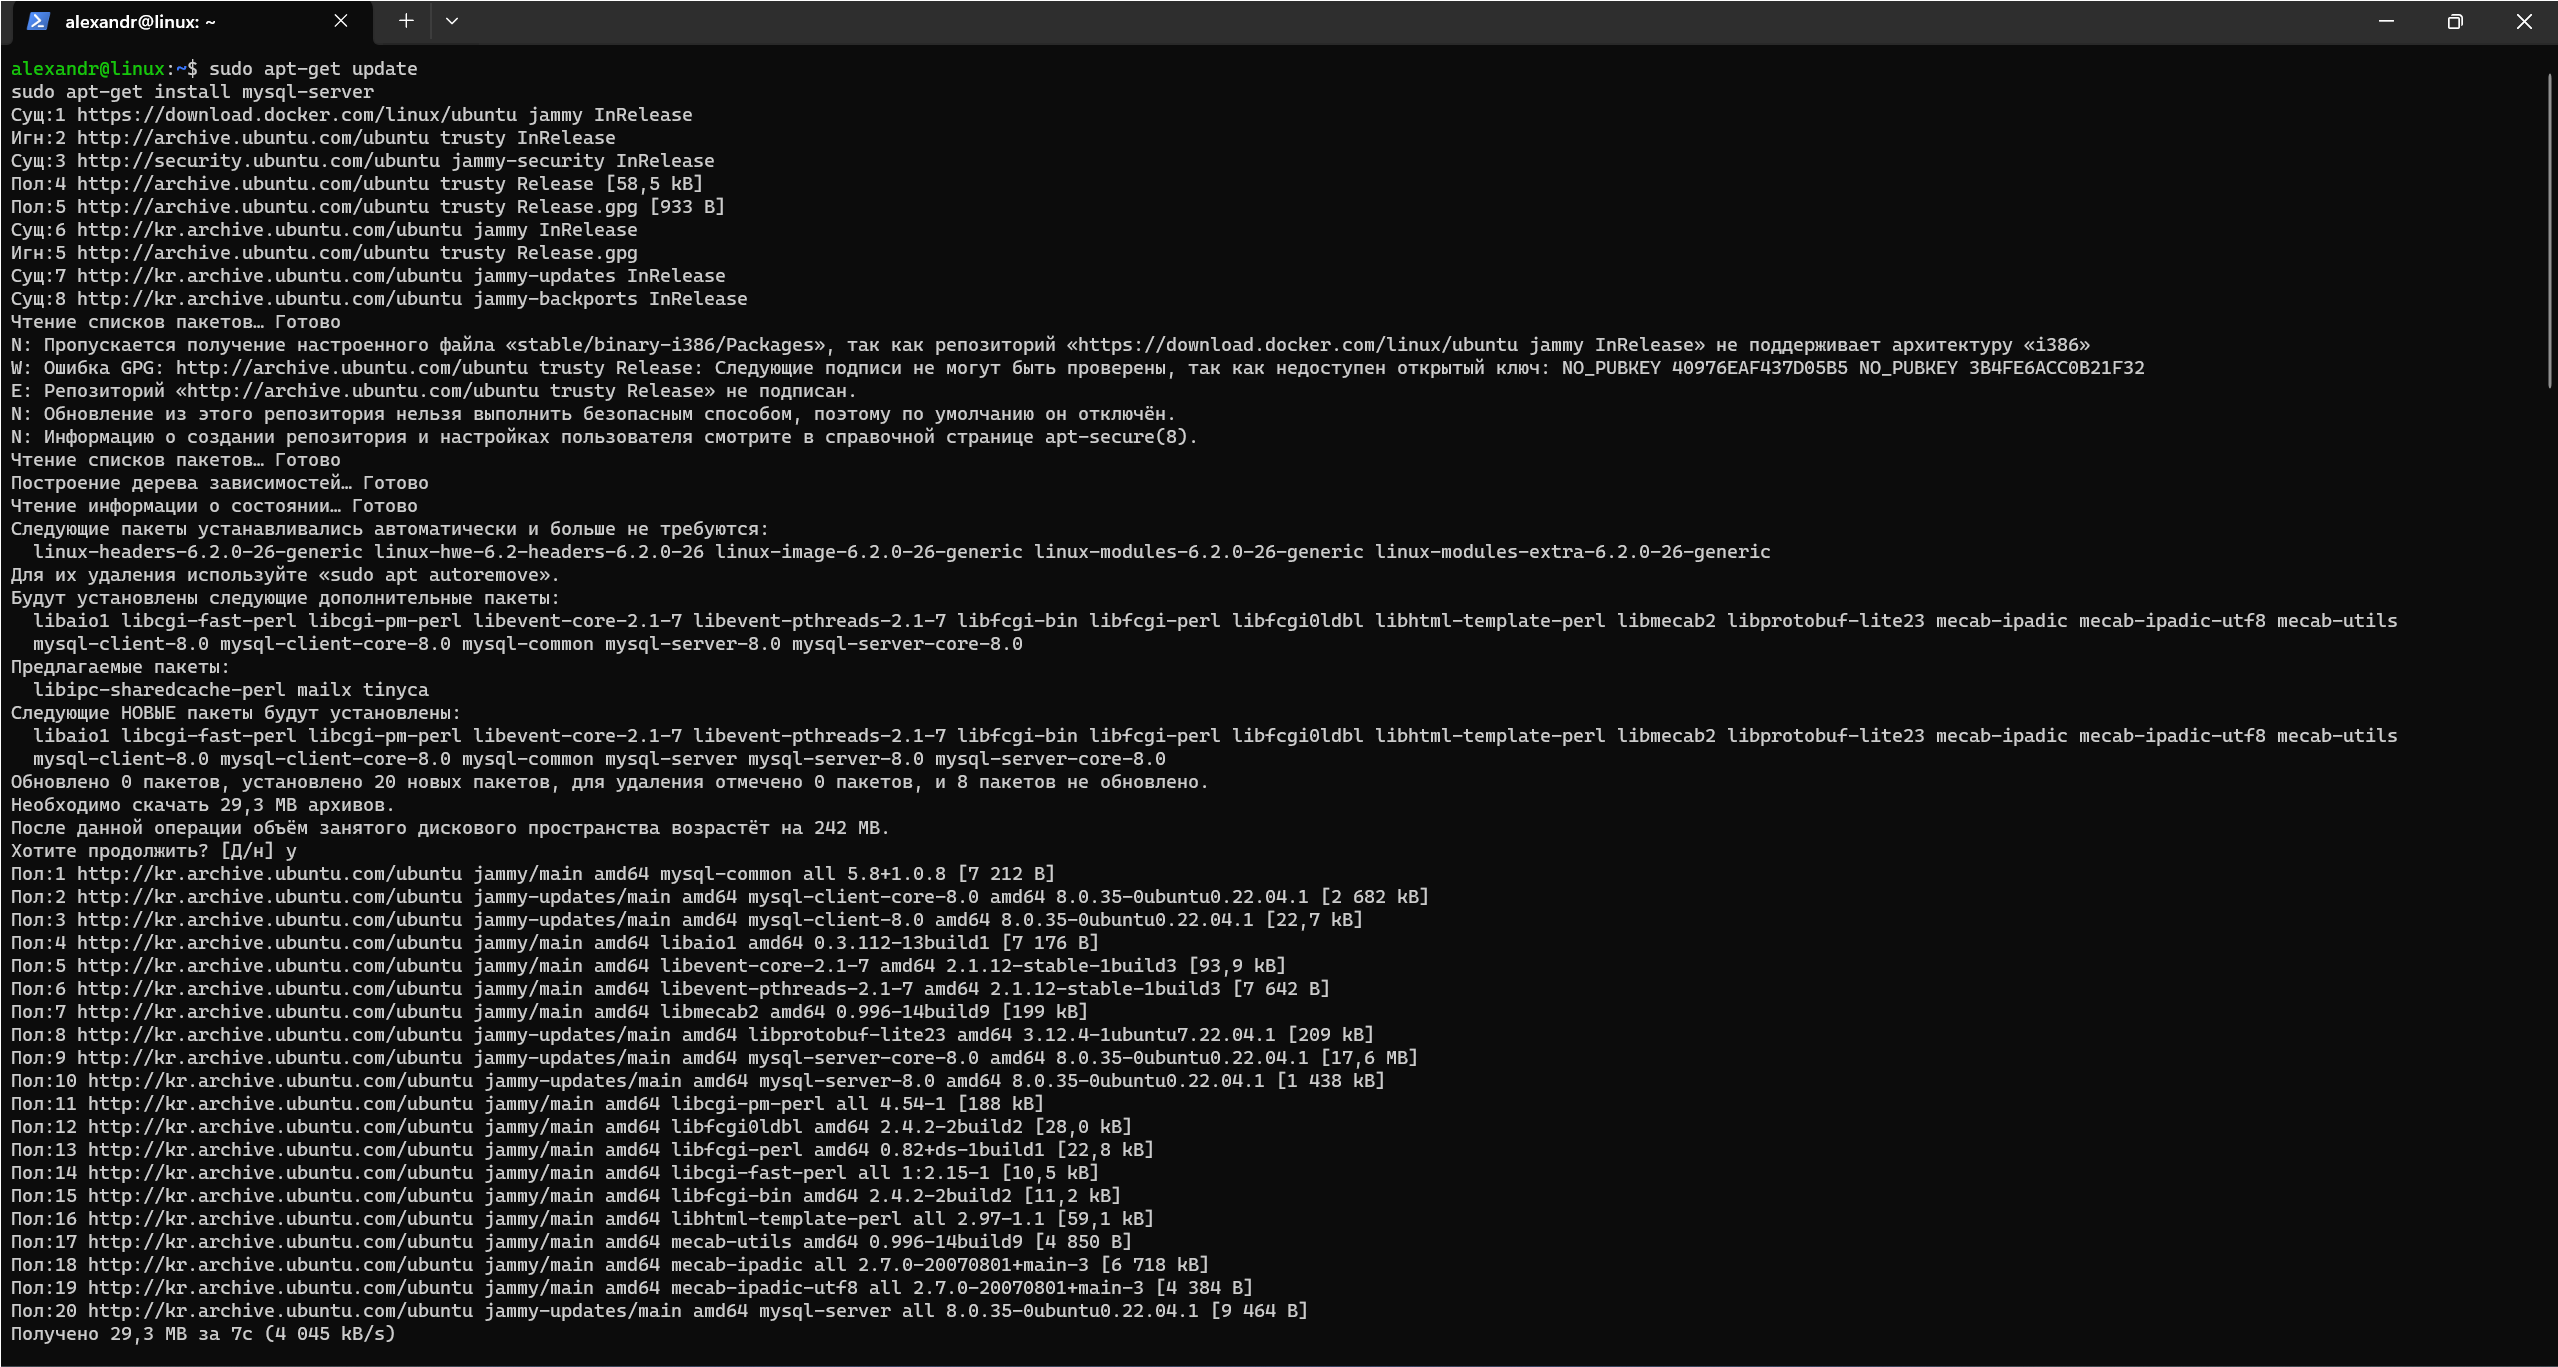 alexandr@linux: ~
alexandr@linux:~$ sudo apt-get update
sudo apt-get install mysql-server
Сущ:1 https://download.docker.com/linux/ubuntu jammy InRelease
Игн:2 http://archive.ubuntu.com/ubuntu trusty InRelease
Сущ:3 http://security.ubuntu.com/ubuntu jammy-security InRelease
Пол:4 http://archive.ubuntu.com/ubuntu trusty Release [58,5 kB]
Пол:5 http://archive.ubuntu.com/ubuntu trusty Release.gpg [933 B]
Сущ:6 http://kr.archive.ubuntu.com/ubuntu jammy InRelease
Игн:5 http://archive.ubuntu.com/ubuntu trusty Release.gpg
Сущ:7 http://kr.archive.ubuntu.com/ubuntu jammy-updates InRelease
Сущ:8 http://kr.archive.ubuntu.com/ubuntu jammy-backports InRelease
Чтение списков пакетов… Готово
N: Пропускается получение настроенного файла «stable/binary-i386/Packages», так как репозиторий «https://download.docker.com/linux/ubuntu jammy InRelease» не поддерживает архитектуру «i386»
W: Ошибка GPG: http://archive.ubuntu.com/ubuntu trusty Release: Следующие подписи не могут быть проверены, так как недоступен открытый ключ: NO_PUBKEY 40976EAF437D05B5 NO_PUBKEY 3B4FE6ACC0B21F32
E: Репозиторий «http://archive.ubuntu.com/ubuntu trusty Release» не подписан.
N: Обновление из этого репозитория нельзя выполнить безопасным способом, поэтому по умолчанию он отключён.
N: Информацию о создании репозитория и настройках пользователя смотрите в справочной странице apt-secure(8).
Чтение списков пакетов… Готово
Построение дерева зависимостей… Готово
Чтение информации о состоянии… Готово
Следующие пакеты устанавливались автоматически и больше не требуются:
  linux-headers-6.2.0-26-generic linux-hwe-6.2-headers-6.2.0-26 linux-image-6.2.0-26-generic linux-modules-6.2.0-26-generic linux-modules-extra-6.2.0-26-generic
Для их удаления используйте «sudo apt autoremove».
Будут установлены следующие дополнительные пакеты:
  libaio1 libcgi-fast-perl libcgi-pm-perl libevent-core-2.1-7 libevent-pthreads-2.1-7 libfcgi-bin libfcgi-perl libfcgi0ldbl libhtml-template-perl libmecab2 libprotobuf-lite23 mecab-ipadic mecab-ipadic-utf8 mecab-utils
  mysql-client-8.0 mysql-client-core-8.0 mysql-common mysql-server-8.0 mysql-server-core-8.0
Предлагаемые пакеты:
  libipc-sharedcache-perl mailx tinyca
Следующие НОВЫЕ пакеты будут установлены:
  libaio1 libcgi-fast-perl libcgi-pm-perl libevent-core-2.1-7 libevent-pthreads-2.1-7 libfcgi-bin libfcgi-perl libfcgi0ldbl libhtml-template-perl libmecab2 libprotobuf-lite23 mecab-ipadic mecab-ipadic-utf8 mecab-utils
  mysql-client-8.0 mysql-client-core-8.0 mysql-common mysql-server mysql-server-8.0 mysql-server-core-8.0
Обновлено 0 пакетов, установлено 20 новых пакетов, для удаления отмечено 0 пакетов, и 8 пакетов не обновлено.
Необходимо скачать 29,3 MB архивов.
После данной операции объём занятого дискового пространства возрастёт на 242 MB.
Хотите продолжить? [Д/н] y
Пол:1 http://kr.archive.ubuntu.com/ubuntu jammy/main amd64 mysql-common all 5.8+1.0.8 [7 212 B]
Пол:2 http://kr.archive.ubuntu.com/ubuntu jammy-updates/main amd64 mysql-client-core-8.0 amd64 8.0.35-0ubuntu0.22.04.1 [2 682 kB]
Пол:3 http://kr.archive.ubuntu.com/ubuntu jammy-updates/main amd64 mysql-client-8.0 amd64 8.0.35-0ubuntu0.22.04.1 [22,7 kB]
Пол:4 http://kr.archive.ubuntu.com/ubuntu jammy/main amd64 libaio1 amd64 0.3.112-13build1 [7 176 B]
Пол:5 http://kr.archive.ubuntu.com/ubuntu jammy/main amd64 libevent-core-2.1-7 amd64 2.1.12-stable-1build3 [93,9 kB]
Пол:6 http://kr.archive.ubuntu.com/ubuntu jammy/main amd64 libevent-pthreads-2.1-7 amd64 2.1.12-stable-1build3 [7 642 B]
Пол:7 http://kr.archive.ubuntu.com/ubuntu jammy/main amd64 libmecab2 amd64 0.996-14build9 [199 kB]
Пол:8 http://kr.archive.ubuntu.com/ubuntu jammy-updates/main amd64 libprotobuf-lite23 amd64 3.12.4-1ubuntu7.22.04.1 [209 kB]
Пол:9 http://kr.archive.ubuntu.com/ubuntu jammy-updates/main amd64 mysql-server-core-8.0 amd64 8.0.35-0ubuntu0.22.04.1 [17,6 MB]
Пол:10 http://kr.archive.ubuntu.com/ubuntu jammy-updates/main amd64 mysql-server-8.0 amd64 8.0.35-0ubuntu0.22.04.1 [1 438 kB]
Пол:11 http://kr.archive.ubuntu.com/ubuntu jammy/main amd64 libcgi-pm-perl all 4.54-1 [188 kB]
Пол:12 http://kr.archive.ubuntu.com/ubuntu jammy/main amd64 libfcgi0ldbl amd64 2.4.2-2build2 [28,0 kB]
Пол:13 http://kr.archive.ubuntu.com/ubuntu jammy/main amd64 libfcgi-perl amd64 0.82+ds-1build1 [22,8 kB]
Пол:14 http://kr.archive.ubuntu.com/ubuntu jammy/main amd64 libcgi-fast-perl all 1:2.15-1 [10,5 kB]
Пол:15 http://kr.archive.ubuntu.com/ubuntu jammy/main amd64 libfcgi-bin amd64 2.4.2-2build2 [11,2 kB]
Пол:16 http://kr.archive.ubuntu.com/ubuntu jammy/main amd64 libhtml-template-perl all 2.97-1.1 [59,1 kB]
Пол:17 http://kr.archive.ubuntu.com/ubuntu jammy/main amd64 mecab-utils amd64 0.996-14build9 [4 850 B]
Пол:18 http://kr.archive.ubuntu.com/ubuntu jammy/main amd64 mecab-ipadic all 2.7.0-20070801+main-3 [6 718 kB]
Пол:19 http://kr.archive.ubuntu.com/ubuntu jammy/main amd64 mecab-ipadic-utf8 all 2.7.0-20070801+main-3 [4 384 B]
Пол:20 http://kr.archive.ubuntu.com/ubuntu jammy-updates/main amd64 mysql-server all 8.0.35-0ubuntu0.22.04.1 [9 464 B]
Получено 29,3 MB за 7с (4 045 kB/s)